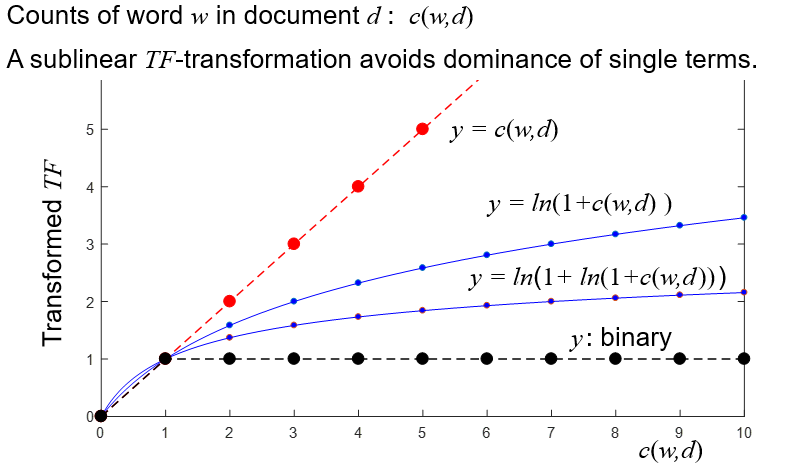 Counts of word w in document d : c(w,d)
A sublinear TF-transformation avoids dominance of single terms.
5
y = c(w,d)
4
y = ln(1+c(w,d) )
3
y = ln(1+ ln(1+c(w,d)))
2
y: binary
1
0
Transformed TF
0 1 2 3 4 5 6 7 8 9 10
c(w,d)